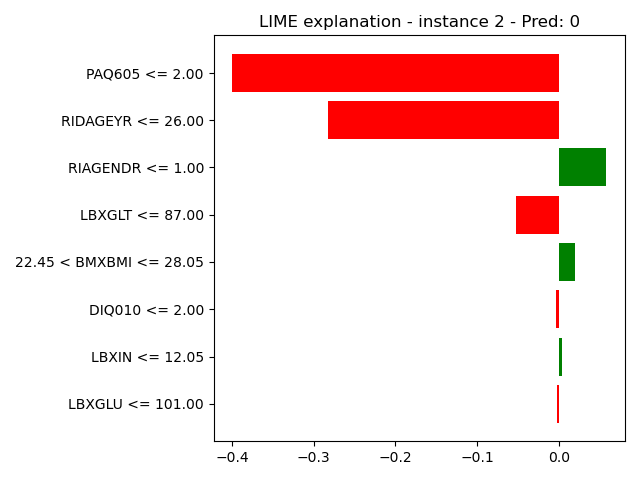 LIME explanation - instance 2 - Pred: 0
PAQ605 <= 2.00
RIDAGEYR <= 26.00
RIAGENDR <= 1.00
LBXGLT <= 87.00
22.45 < BMXBMI <= 28.05
DIQ010 <= 2.00
LBXIN <= 12.05
LBXGLU <= 101.00
−0.4 −0.3 −0.2 −0.1 0.0